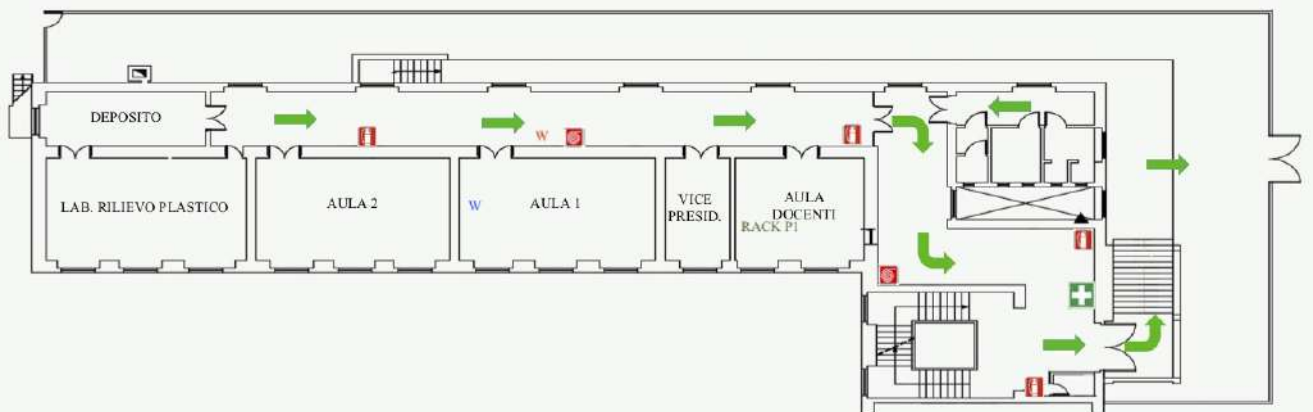 DEPOSITO
W
LAB. RILIEVO PLASTICO
AULA 2
W
AULA 1
VICE
PRESID.
AULA
DOCENTI
RACK P1